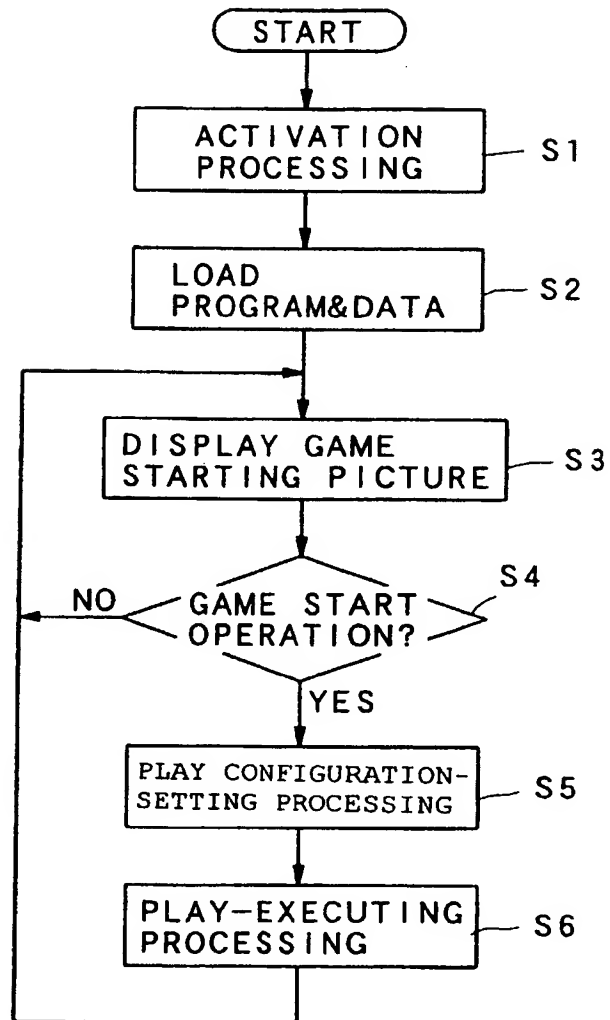 START
ACTIVATION
PROCESSING
S1
LOAD
PROGRAM&DATA
S2
DISPLAY GAME
STARTING PICTURE
S3
S4
NO
GAME START
OPERATION?
YES
PLAY CONFIGURATION-
SETTING PROCESSING
S5
PLAY-EXECUTING
PROCESSING
S6